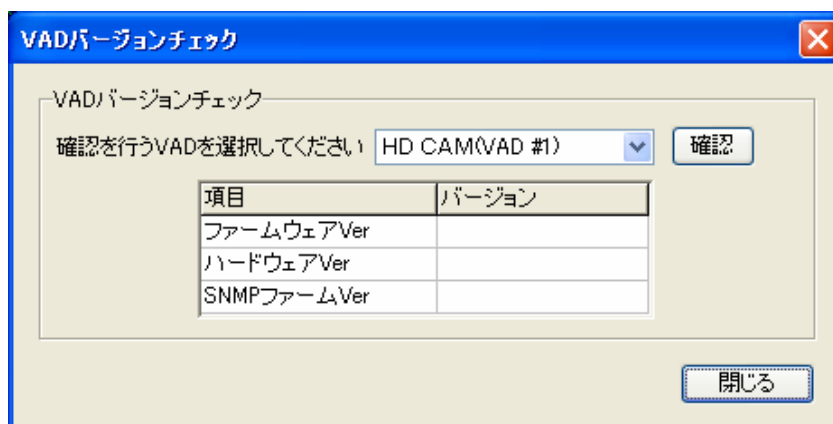 VADバージョンチェック
VADバージョンチェック
確認を行うVADを選択してください HD CAM(VAD #1) 確認
項目 バージョン
ファームウェアVer
ハードウェアVer
SNMPファームVer
閉じる